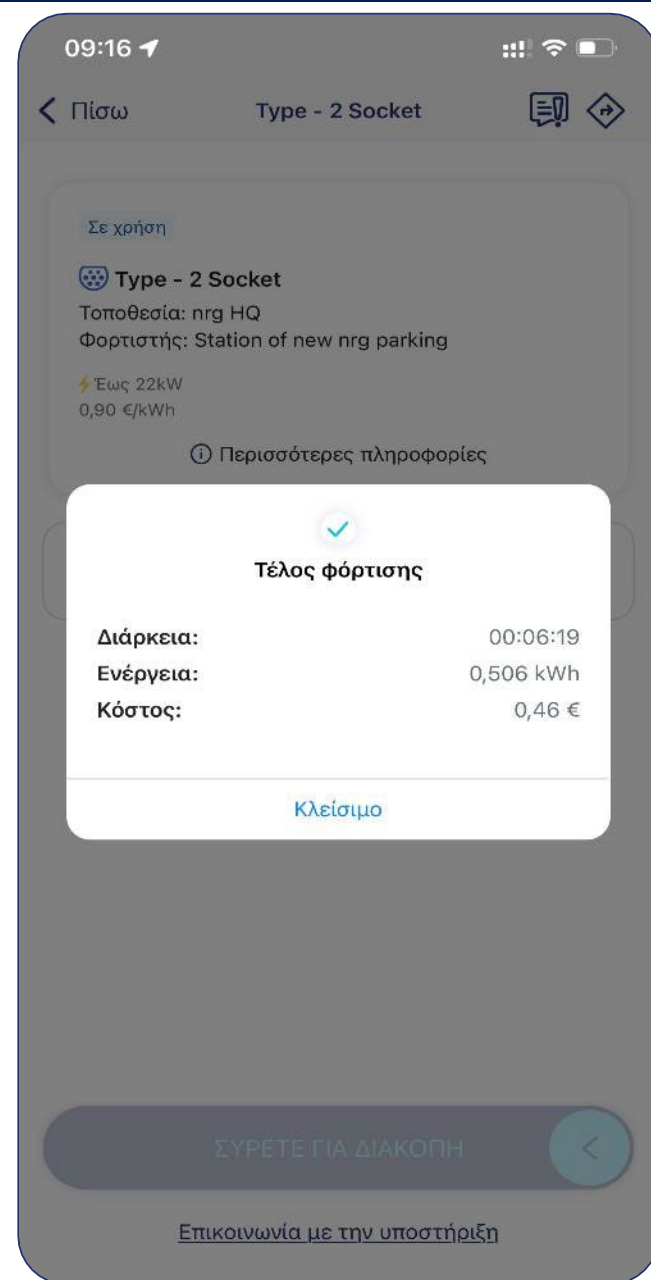 09:16
Πίσω
Type - 2 Socket
Σε χρήση
Type - 2 Socket
Τοποθεσία: nrg HQ
Φορτιστής: Station of new nrg parking
Έως 22kW
0,90 €/kWh
Περισσότερες πληροφορίες
Τέλος φόρτισης
Διάρκεια: 00:06:19
Ενέργεια: 0,506 kWh
Κόστος: 0,46 €
Κλείσιμο
ΣΥΡΕΤΕ ΓΙΑ ΔΙΑΚΟΠΗ
Επικοινωνία με την υποστήριξη